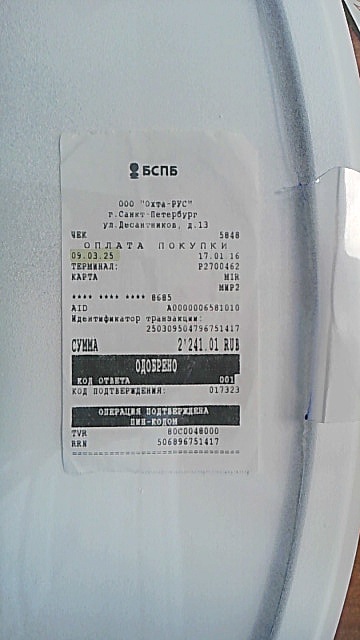 БСПБ
ООО "Охта-РУС"
г.Санкт-Петербург
ул.Десантников, д.13
ЧЕК 5848
ОПЛАТА ПОКУПКИ
09.03.25 17.01.16
ТЕРМИНАЛ: P2700462
КАРТА MIR
МИР2
**** **** **** 8685
AID A0000006581010
Идентификатор транзакции:
250309504796751417
СУММА 2'241.01 RUB
ОДОБРЕНО
КОД ОТВЕТА 001
КОД ПОДТВЕРЖДЕНИЯ: 017323
ОПЕРАЦИЯ ПОДТВЕРЖДЕНА
ПИН-КОДОМ
TVR 80C0048000
RRN 506896751417